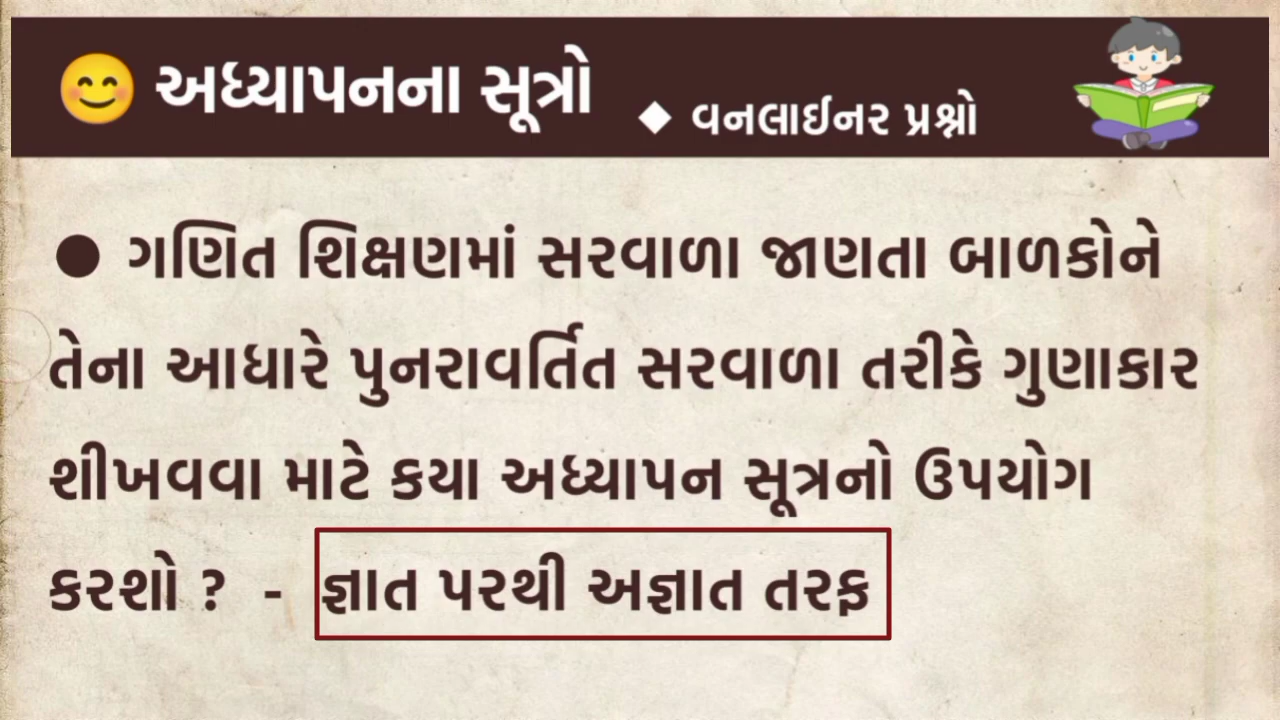 😊 અધ્યાપનના સૂત્રો ◆ વનલાઈનર પ્રશ્નો
● ગણિત શિક્ષણમાં સરવાળા જાણતા બાળકોને
તેના આધારે પુનરાવર્તિત સરવાળા તરીકે ગુણાકાર
શીખવવા માટે કયા અધ્યાપન સૂત્રનો ઉપયોગ
કરશો ? - જ્ઞાત પરથી અજ્ઞાત તરફ